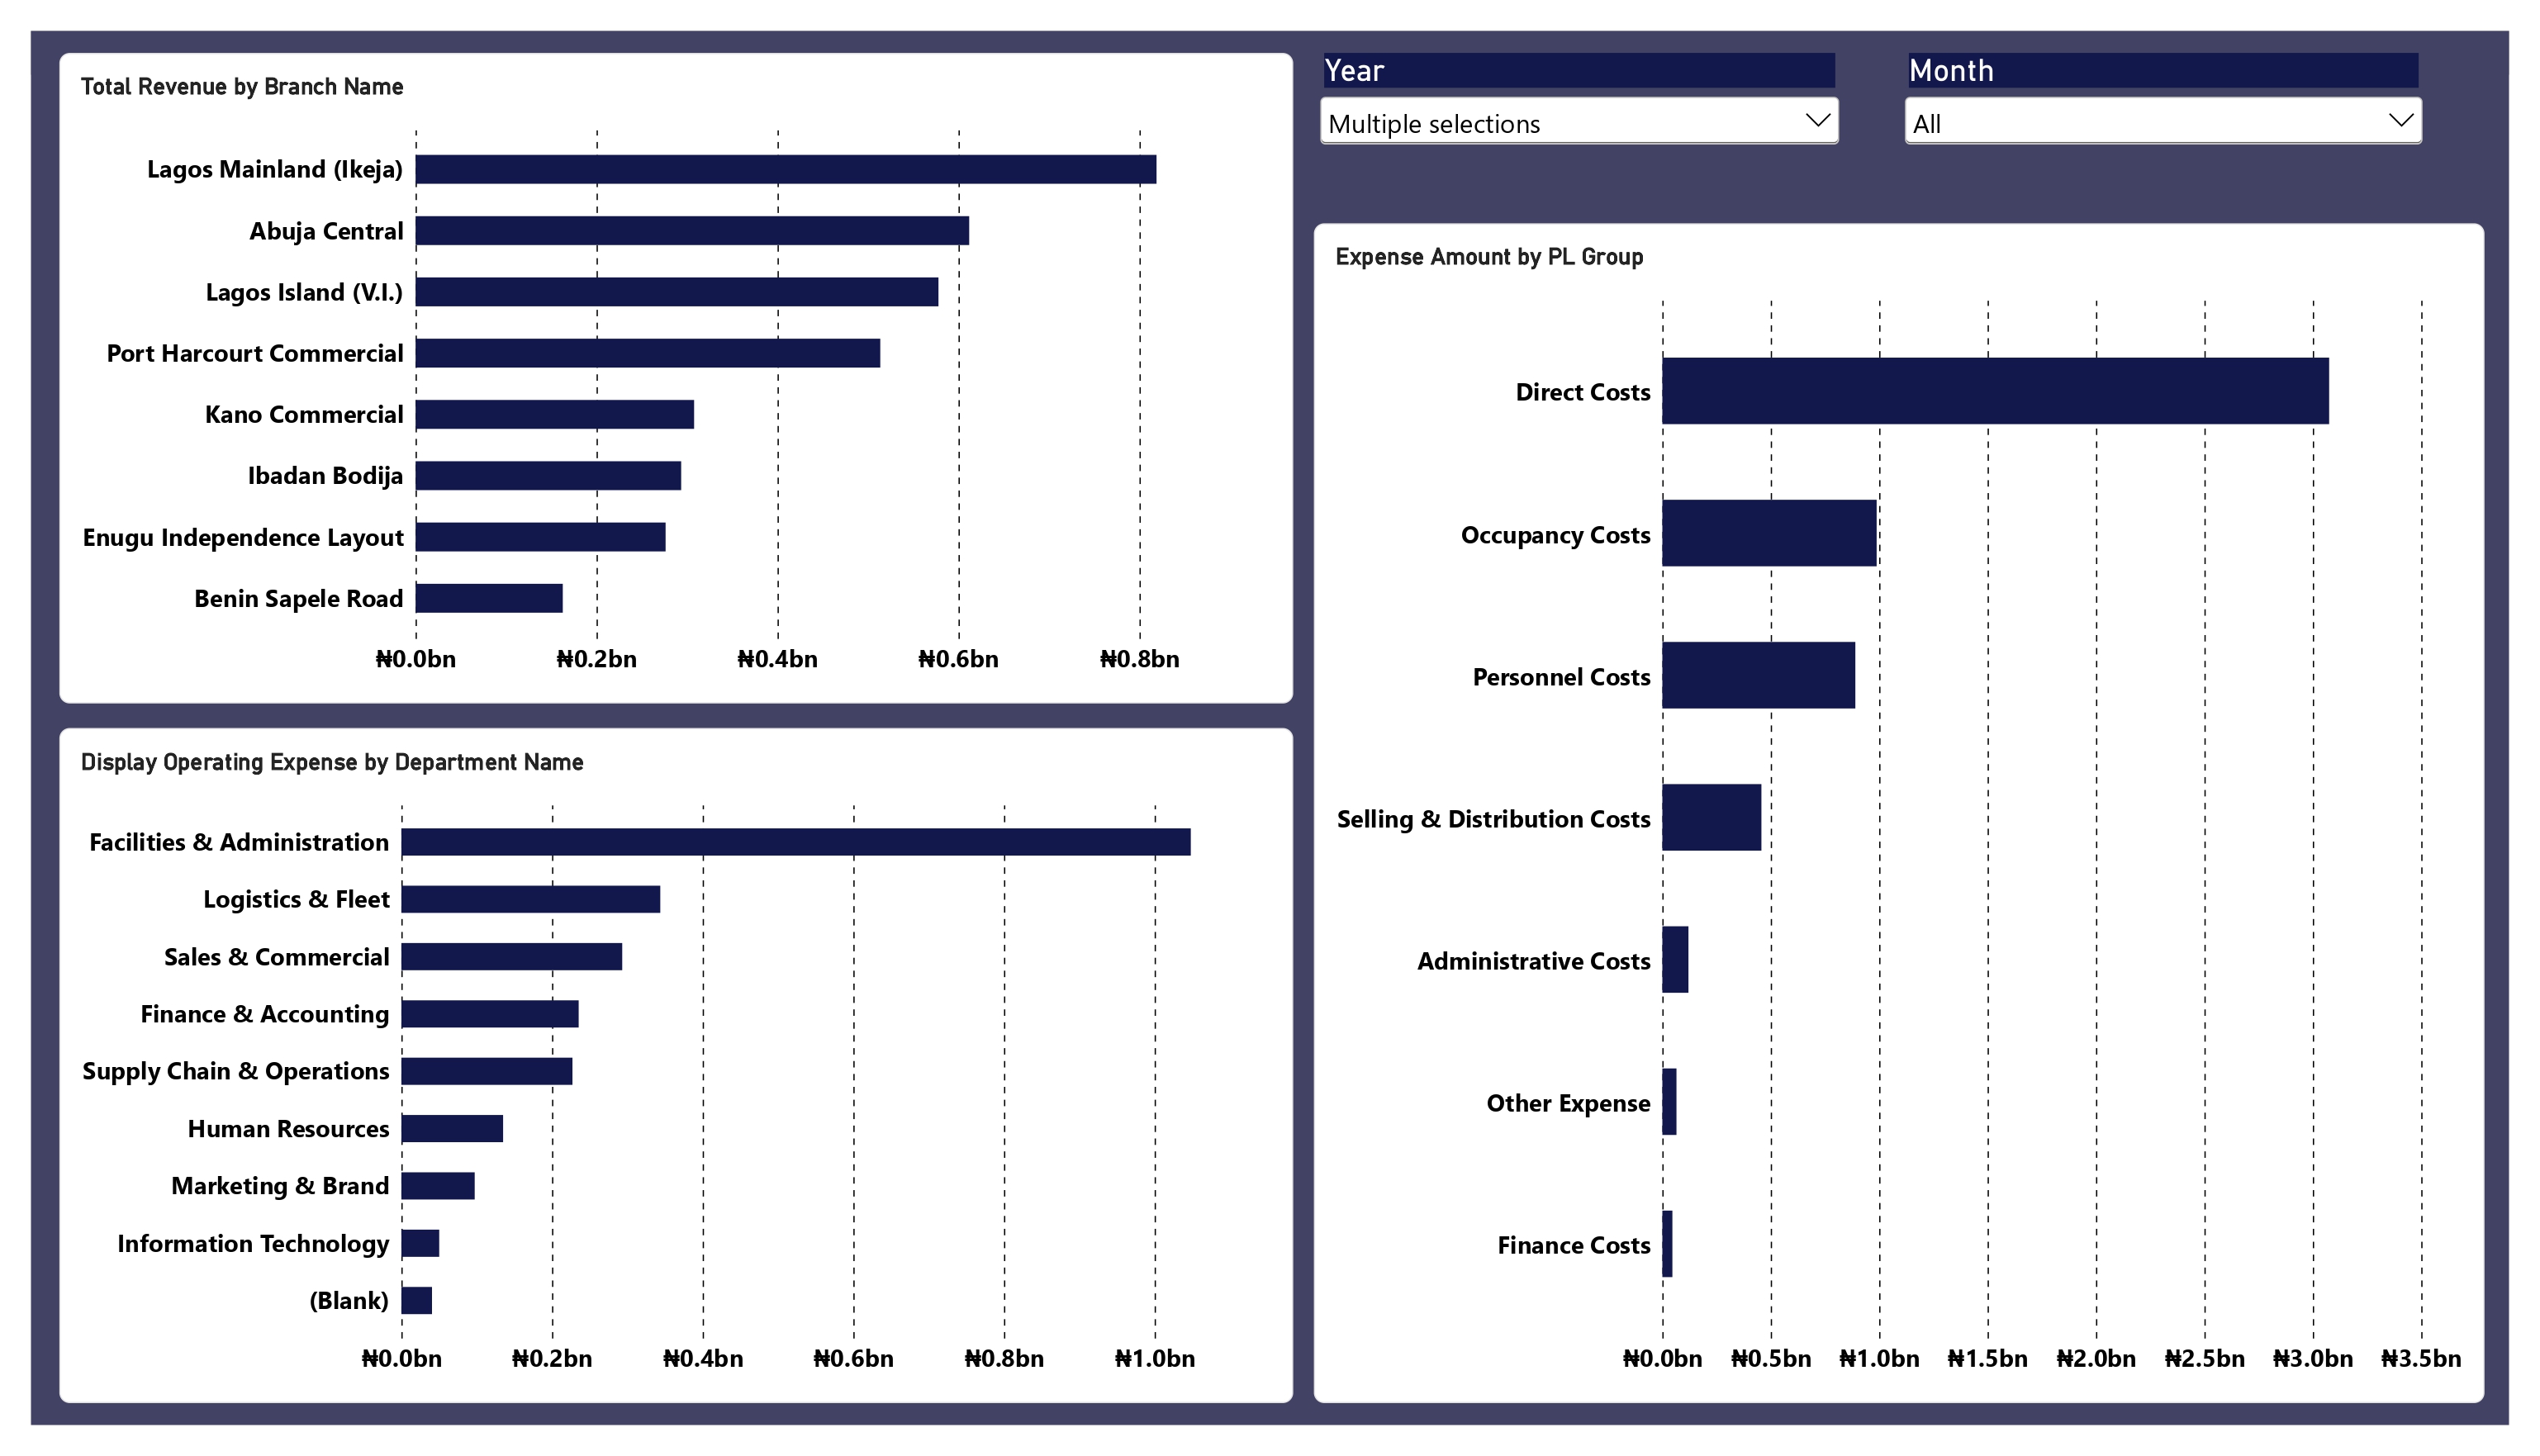 Total Revenue by Branch Name
Lagos Mainland (Ikeja)
Abuja Central
Lagos Island (V.I.)
Port Harcourt Commercial
Kano Commercial
Ibadan Bodija
Enugu Independence Layout
Benin Sapele Road
₦0.0bn ₦0.2bn ₦0.4bn ₦0.6bn ₦0.8bn
Year
Multiple selections
Month
All
Display Operating Expense by Department Name
Facilities & Administration
Logistics & Fleet
Sales & Commercial
Finance & Accounting
Supply Chain & Operations
Human Resources
Marketing & Brand
Information Technology
(Blank)
₦0.0bn ₦0.2bn ₦0.4bn ₦0.6bn ₦0.8bn ₦1.0bn
Expense Amount by PL Group
Direct Costs
Occupancy Costs
Personnel Costs
Selling & Distribution Costs
Administrative Costs
Other Expense
Finance Costs
₦0.0bn ₦0.5bn ₦1.0bn ₦1.5bn ₦2.0bn ₦2.5bn ₦3.0bn ₦3.5bn